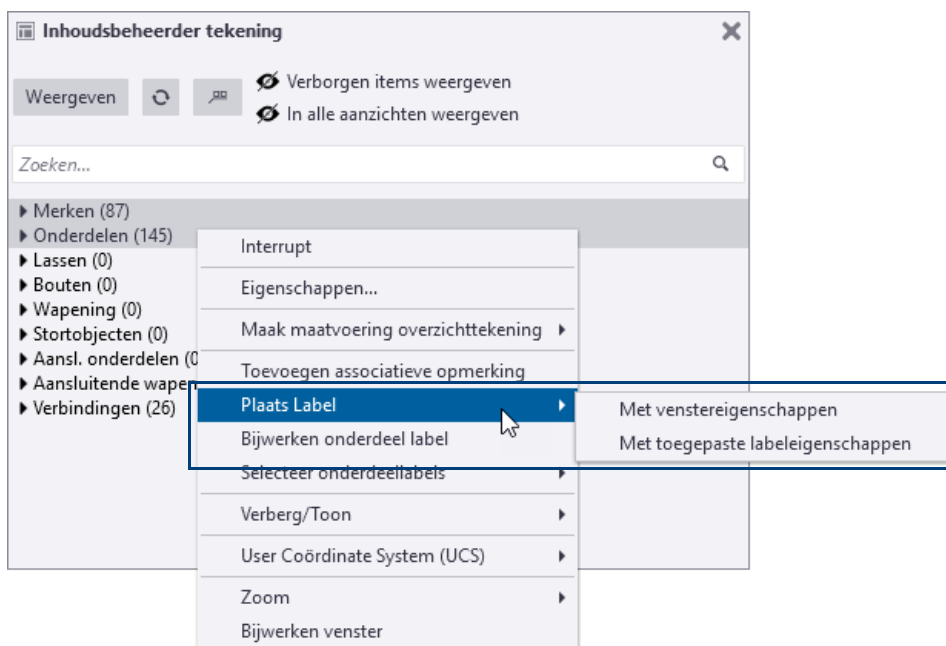 Inhoudsbeheerder tekening
Weergeven
Verborgen items weergeven
In alle aanzichten weergeven
Zoeken...
Merken (87)
Onderdelen (145)
Lassen (0)
Bouten (0)
Wapening (0)
Stortobjecten (0)
Aansl. onderdelen (0
Aansluitende wapen
Verbindingen (26)
Interrupt
Eigenschappen...
Maak maatvoering overzichttekening
Toevoegen associatieve opmerking
Plaats Label
Bijwerken onderdeel label
Selecteer onderdeellabels
Verberg/Toon
User Coördinate System (UCS)
Zoom
Bijwerken venster
Met venstereigenschappen
Met toegepaste labeleigenschappen